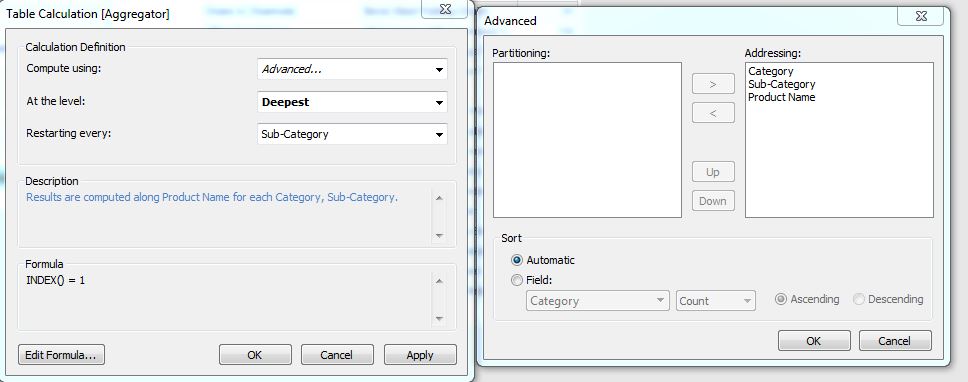 Table Calculation [Aggregator]
Calculation Definition
Compute using:
Advanced...
At the level:
Deepest
Restarting every:
Sub-Category
Description
Results are computed along Product Name for each Category, Sub-Category.
Formula
INDEX() = 1
Edit Formula...
OK
Cancel
Apply
Advanced
Partitioning:
Addressing:
>
<
Up
Down
Category
Sub-Category
Product Name
Sort
Automatic
Field:
Category
Count
Ascending
Descending
OK
Cancel